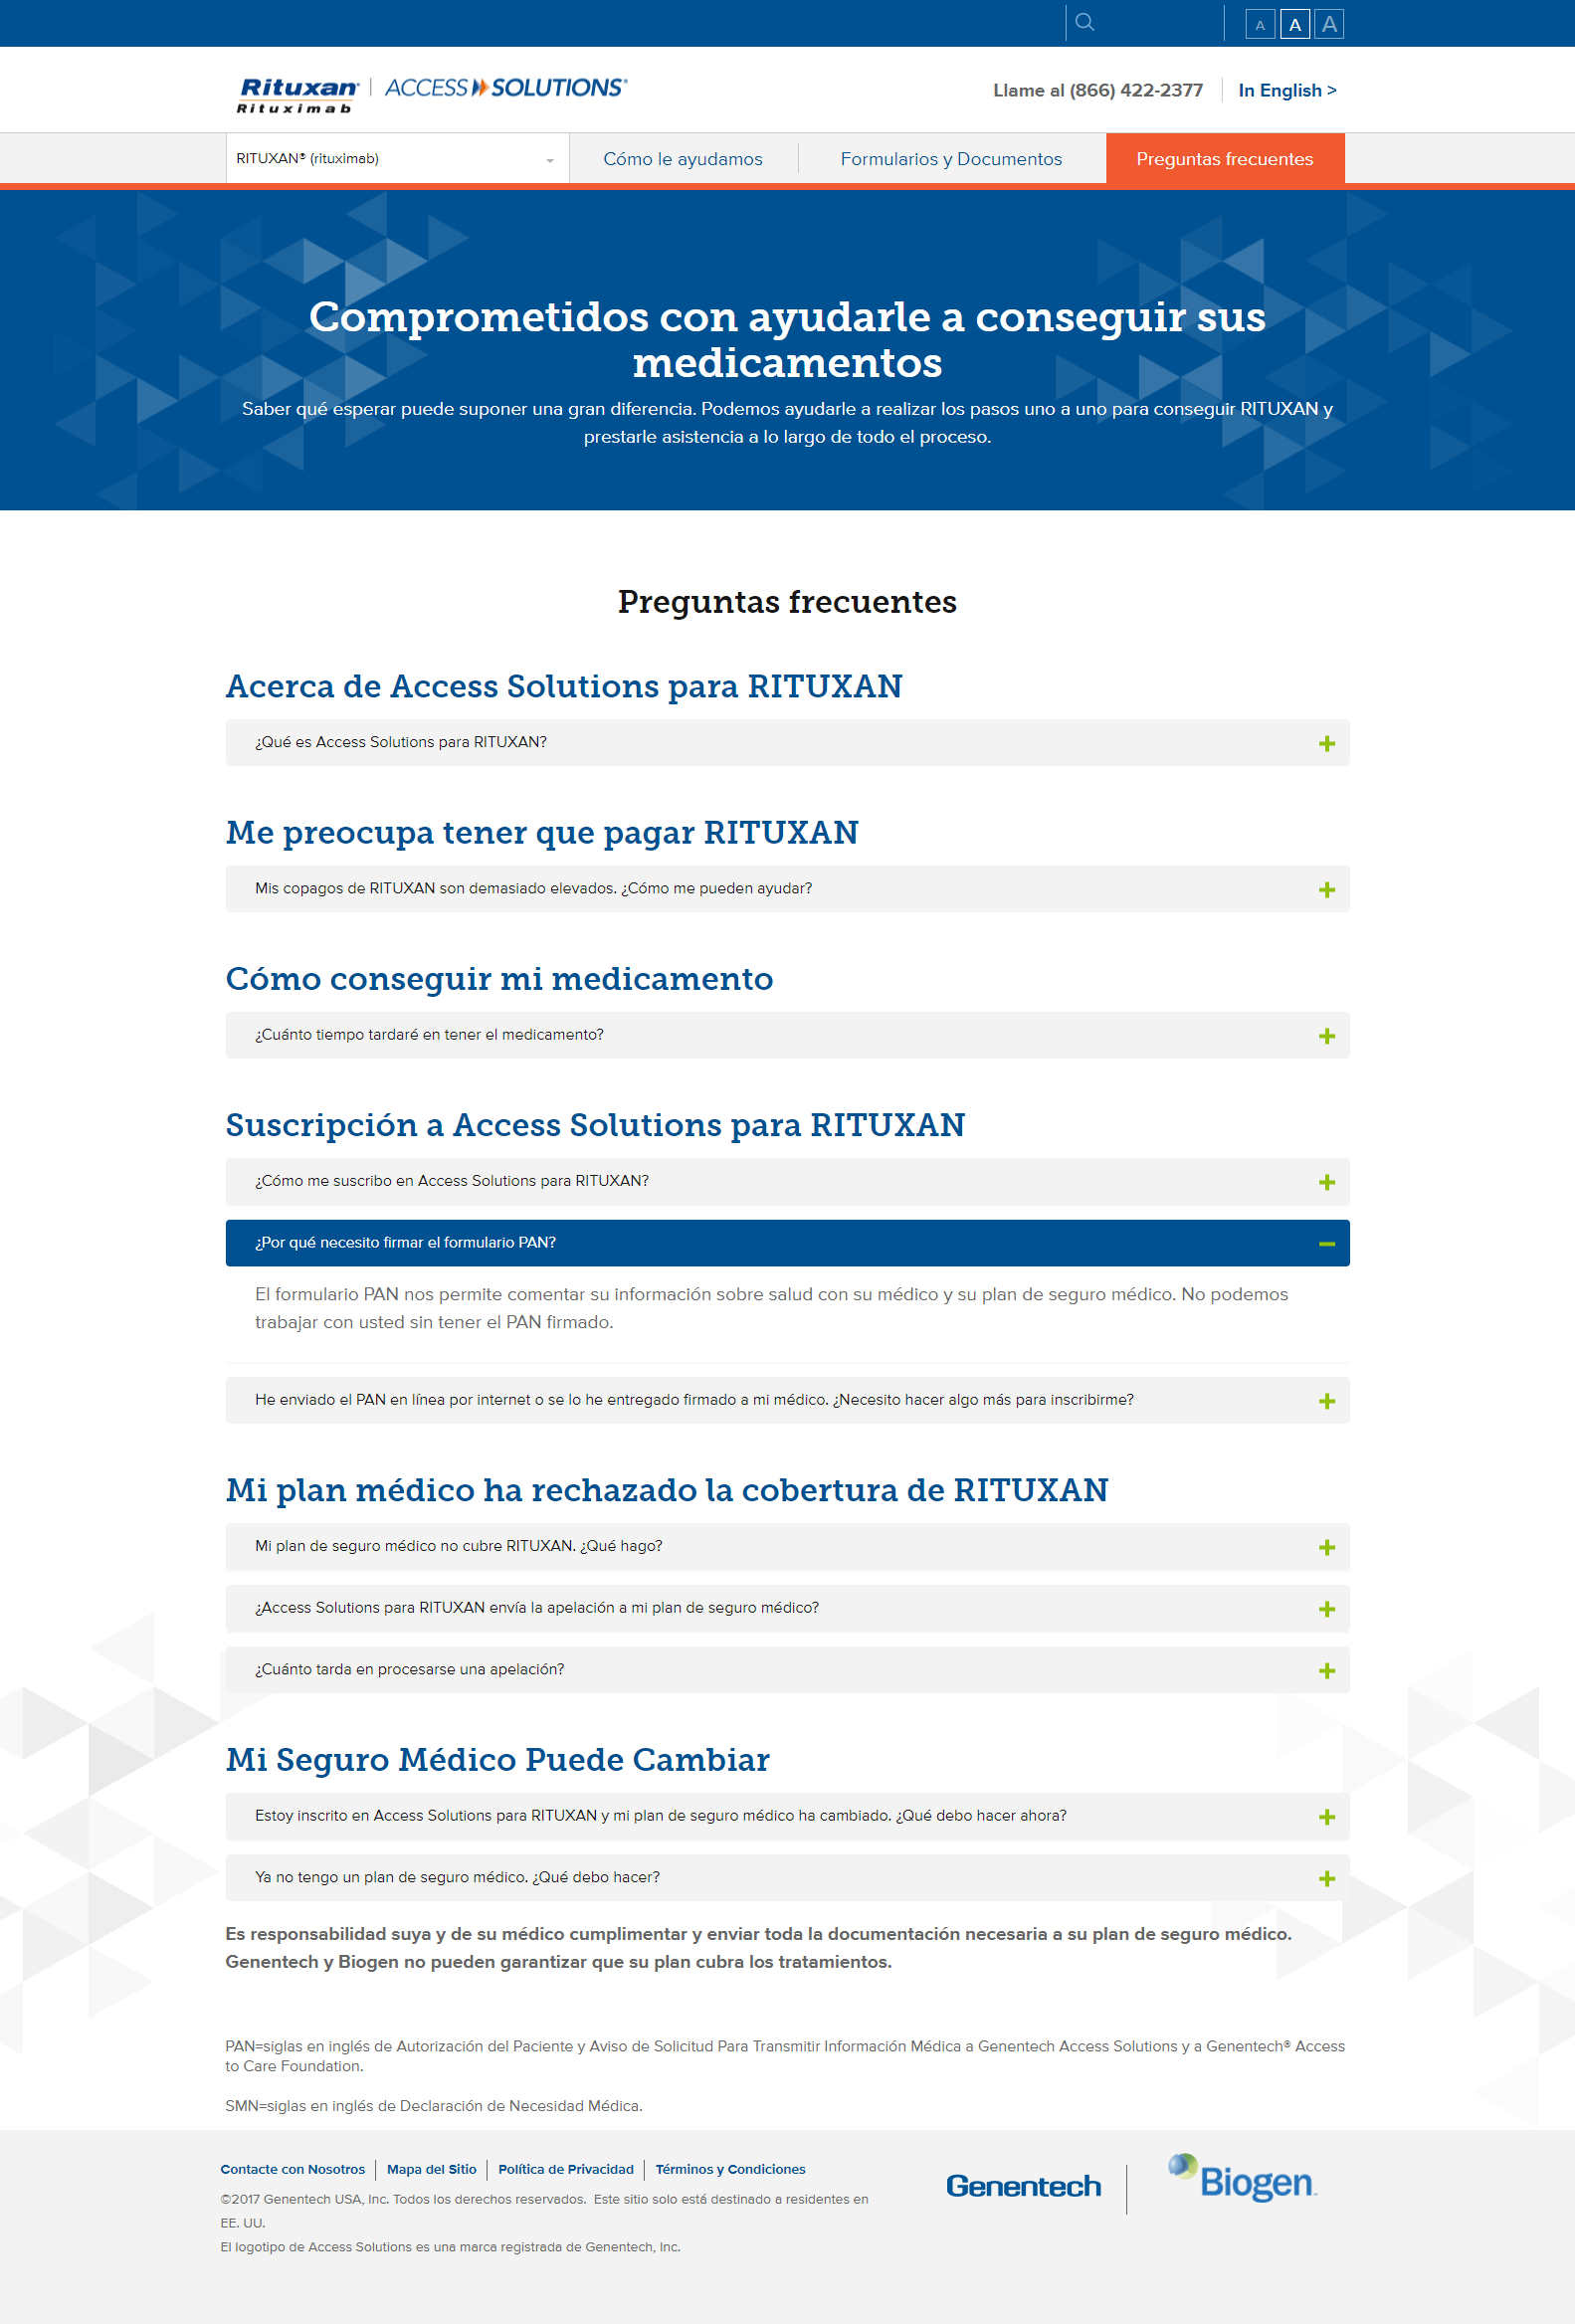 A A A
Rituxan® | ACCESS SOLUTIONS®
Rituximab
Llame al (866) 422-2377
In English >
RITUXAN® (rituximab)
Cómo le ayudamos
Formularios y Documentos
Preguntas frecuentes
Comprometidos con ayudarle a conseguir sus
medicamentos
Saber qué esperar puede suponer una gran diferencia. Podemos ayudarle a realizar los pasos uno a uno para conseguir RITUXAN y
prestarle asistencia a lo largo de todo el proceso.
Preguntas frecuentes
Acerca de Access Solutions para RITUXAN
¿Qué es Access Solutions para RITUXAN?
Me preocupa tener que pagar RITUXAN
Mis copagos de RITUXAN son demasiado elevados. ¿Cómo me pueden ayudar?
Cómo conseguir mi medicamento
¿Cuánto tiempo tardaré en tener el medicamento?
Suscripción a Access Solutions para RITUXAN
¿Cómo me suscribo en Access Solutions para RITUXAN?
¿Por qué necesito firmar el formulario PAN?
El formulario PAN nos permite comentar su información sobre salud con su médico y su plan de seguro médico. No podemos
trabajar con usted sin tener el PAN firmado.
He enviado el PAN en línea por internet o se lo he entregado firmado a mi médico. ¿Necesito hacer algo más para inscribirme?
Mi plan médico ha rechazado la cobertura de RITUXAN
Mi plan de seguro médico no cubre RITUXAN. ¿Qué hago?
¿Access Solutions para RITUXAN envía la apelación a mi plan de seguro médico?
¿Cuánto tarda en procesarse una apelación?
Mi Seguro Médico Puede Cambiar
Estoy inscrito en Access Solutions para RITUXAN y mi plan de seguro médico ha cambiado. ¿Qué debo hacer ahora?
Ya no tengo un plan de seguro médico. ¿Qué debo hacer?
Es responsabilidad suya y de su médico cumplimentar y enviar toda la documentación necesaria a su plan de seguro médico.
Genentech y Biogen no pueden garantizar que su plan cubra los tratamientos.
PAN=siglas en inglés de Autorización del Paciente y Aviso de Solicitud Para Transmitir Información Médica a Genentech Access Solutions y a Genentech® Access
to Care Foundation.
SMN=siglas en inglés de Declaración de Necesidad Médica.
Contacte con Nosotros | Mapa del Sitio | Política de Privacidad | Términos y Condiciones
©2017 Genentech USA, Inc. Todos los derechos reservados. Este sitio solo está destinado a residentes en
EE. UU.
El logotipo de Access Solutions es una marca registrada de Genentech, Inc.
Genentech
Biogen™